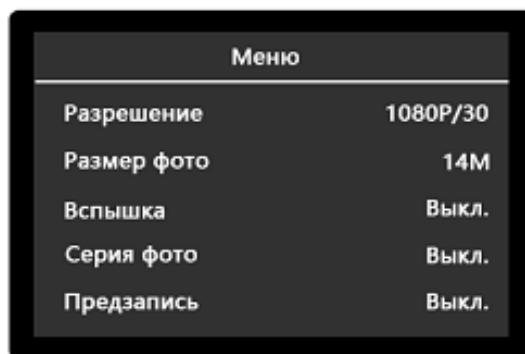 Меню
Разрешение 1080P/30
Размер фото 14M
Вспышка Выкл.
Серия фото Выкл.
Предзапись Выкл.